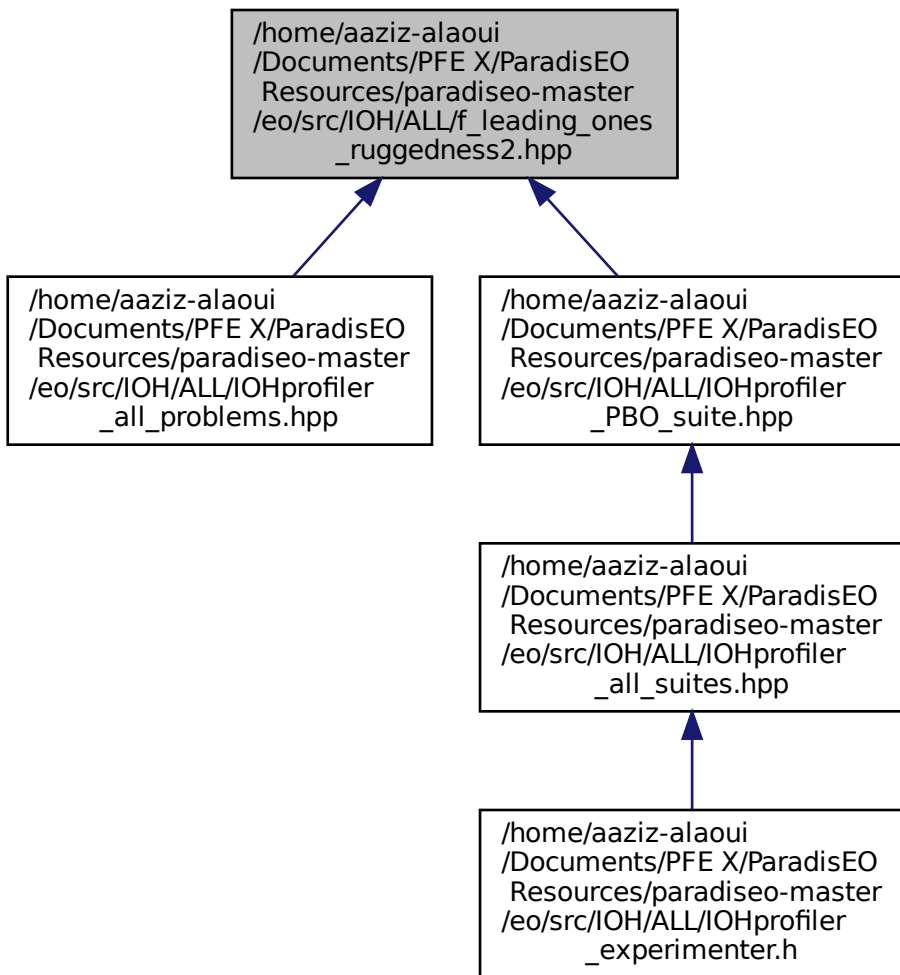 /home/aaziz-alaoui
/Documents/PFE X/ParadisEO
Resources/paradiseo-master
/eo/src/IOH/ALL/f_leading_ones
_ruggedness2.hpp
/home/aaziz-alaoui
/Documents/PFE X/ParadisEO
Resources/paradiseo-master
/eo/src/IOH/ALL/IOHprofiler
_all_problems.hpp
/home/aaziz-alaoui
/Documents/PFE X/ParadisEO
Resources/paradiseo-master
/eo/src/IOH/ALL/IOHprofiler
_PBO_suite.hpp
/home/aaziz-alaoui
/Documents/PFE X/ParadisEO
Resources/paradiseo-master
/eo/src/IOH/ALL/IOHprofiler
_all_suites.hpp
/home/aaziz-alaoui
/Documents/PFE X/ParadisEO
Resources/paradiseo-master
/eo/src/IOH/ALL/IOHprofiler
_experimenter.h